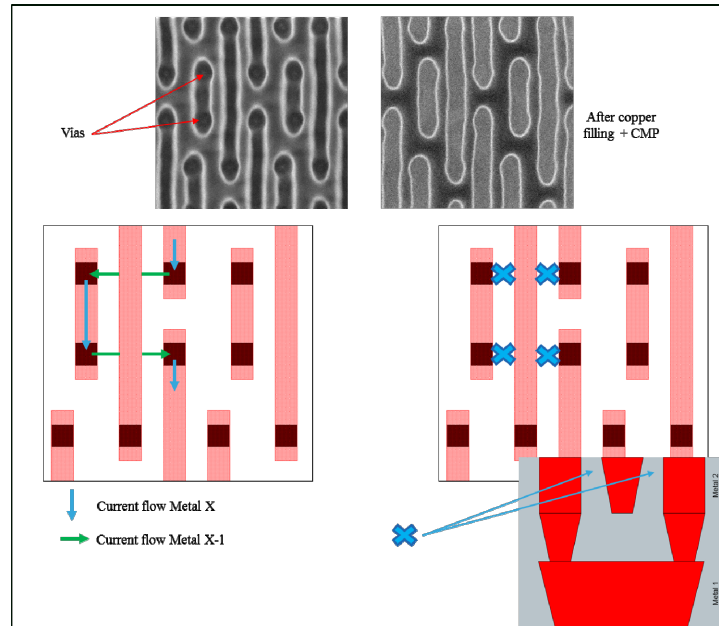 Vias
After copper
filling + CMP
Current flow Metal X
Current flow Metal X-1
Metal 2
Metal 1